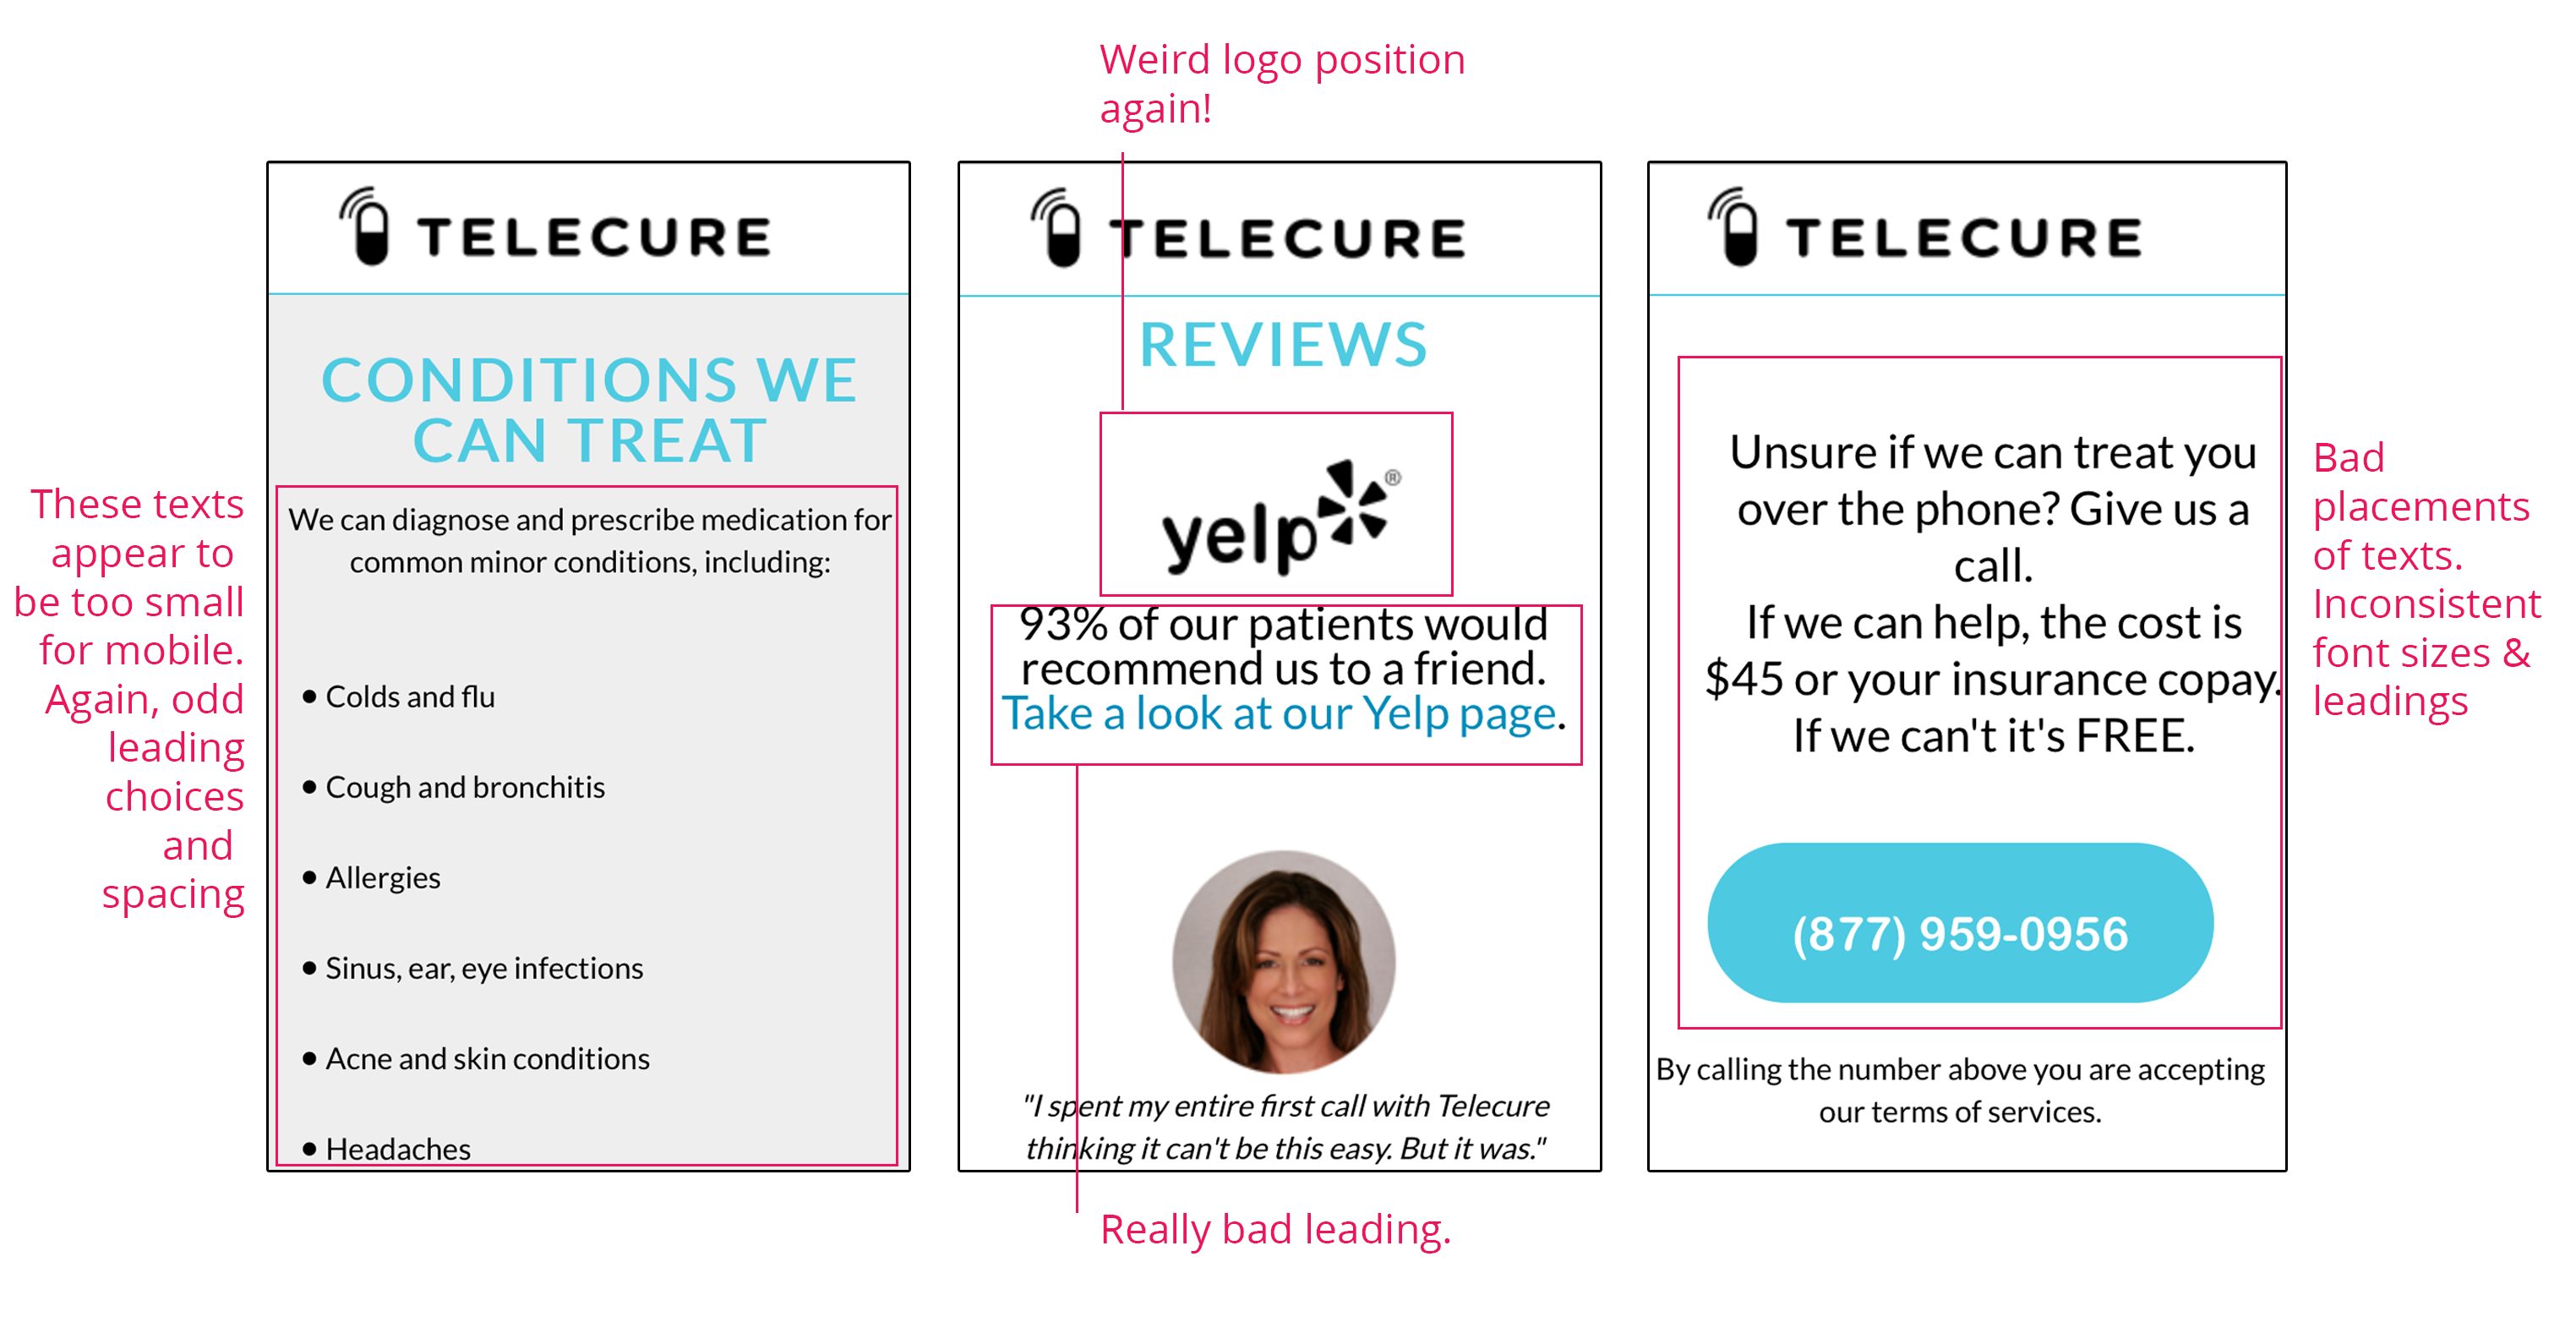 Weird logo position
again!
These texts
appear to
be too small
for mobile.
Again, odd
leading
choices
and
spacing
TELECURE
CONDITIONS WE
CAN TREAT
We can diagnose and prescribe medication for
common minor conditions, including:
• Colds and flu
• Cough and bronchitis
• Allergies
• Sinus, ear, eye infections
• Acne and skin conditions
• Headaches
TELECURE
REVIEWS
yelp®
93% of our patients would
recommend us to a friend.
Take a look at our Yelp page.
"I spent my entire first call with Telecure
thinking it can't be this easy. But it was."
Really bad leading.
TELECURE
Unsure if we can treat you
over the phone? Give us a
call.
If we can help, the cost is
$45 or your insurance copay.
If we can't it's FREE.
(877) 959-0956
By calling the number above you are accepting
our terms of services.
Bad
placements
of texts.
Inconsistent
font sizes &
leadings